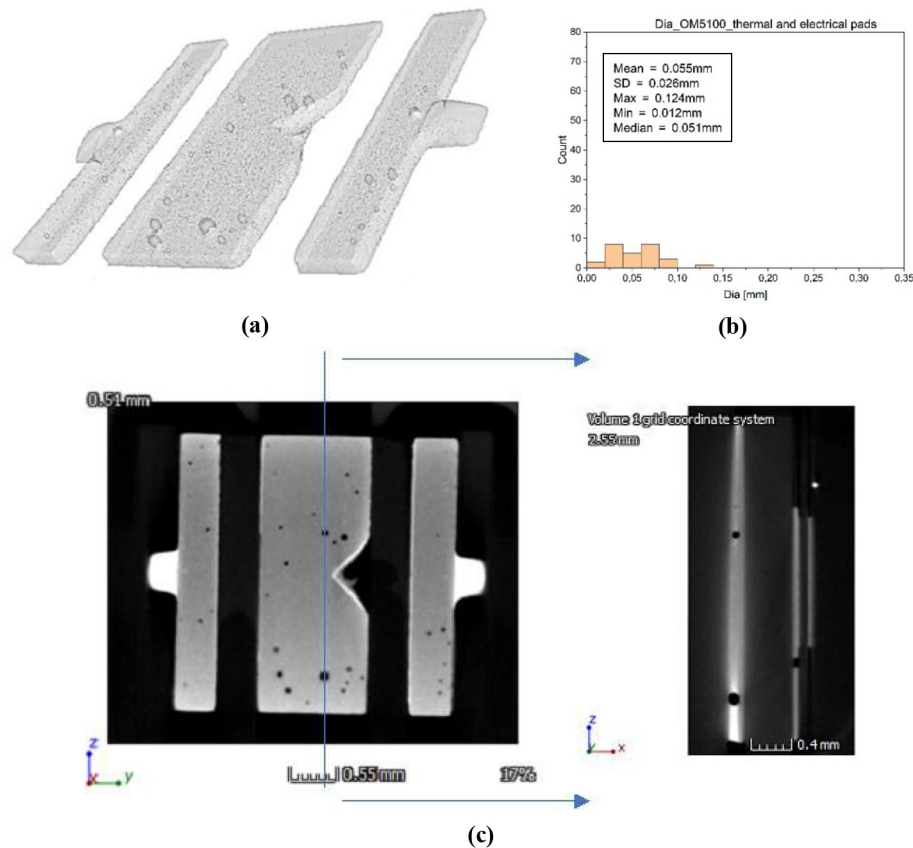 Dia_OM5100_thermal and electrical pads
80
70
60
50
40
30
20
10
0
Count
Mean = 0.055mm
SD = 0.026mm
Max = 0.124mm
Min = 0.012mm
Median = 0.051mm
0,00 0,05 0,10 0,15 0,20 0,25 0,30 0,35
Dia [mm]
(a)
(b)
0.51 mm
z
x y
0.55 mm
17%
Volume 1 grid coordinate system
2.55 mm
z
y x
0.4 mm
(c)